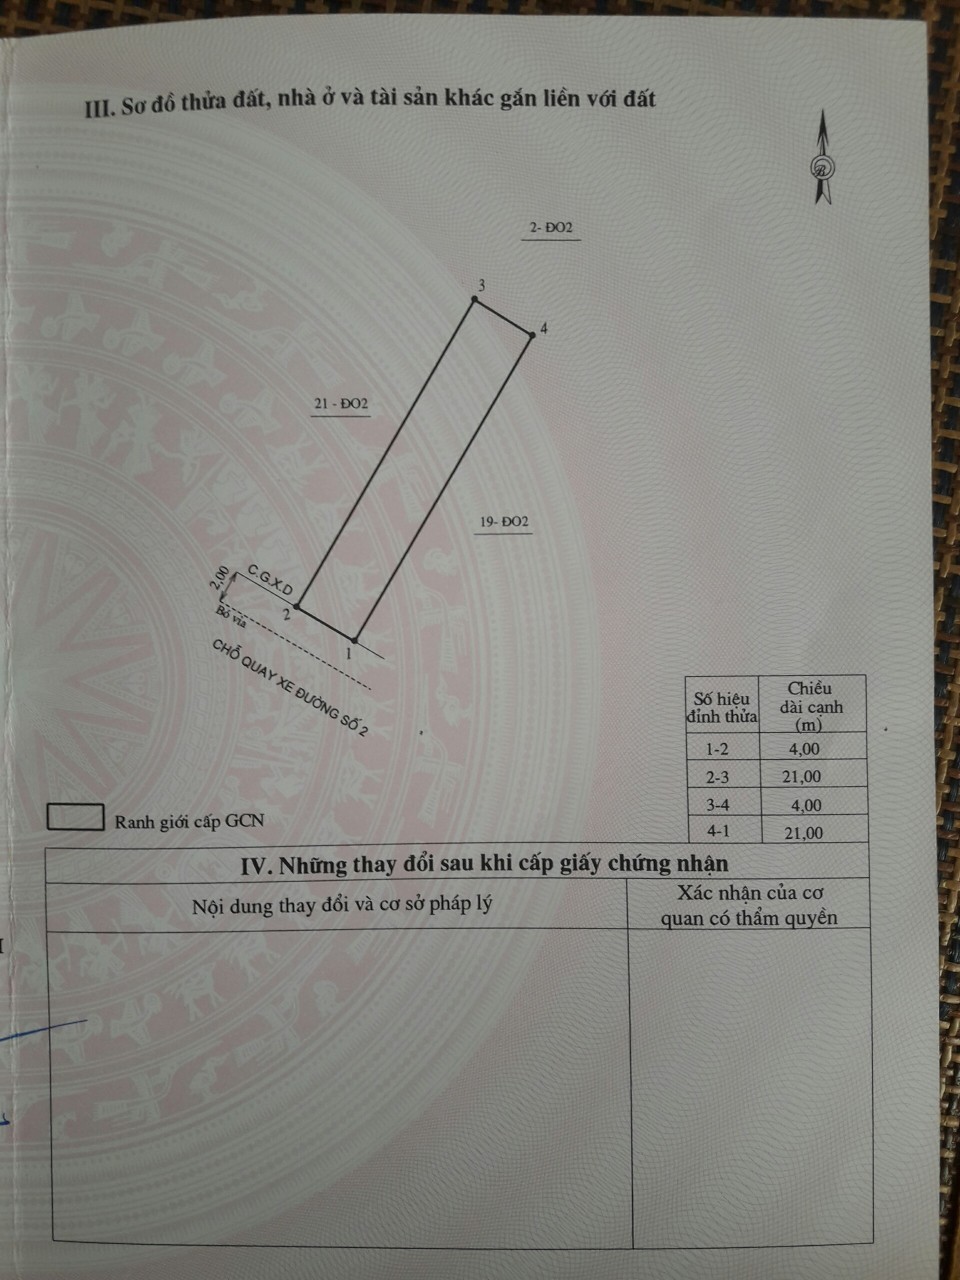 III. Sơ đồ thửa đất, nhà ở và tài sản khác gắn liền với đất
B
2- ĐO2
3
4
21 - ĐO2
19- ĐO2
C.G.X.D
2,00
2
Bó vỉa
1
CHỖ QUAY XE ĐƯỜNG SỐ 2
Số hiệu đỉnh thửa
Chiều dài cạnh (m)
1-2 4,00
2-3 21,00
3-4 4,00
4-1 21,00
Ranh giới cấp GCN
IV. Những thay đổi sau khi cấp giấy chứng nhận
Nội dung thay đổi và cơ sở pháp lý
Xác nhận của cơ
quan có thẩm quyền